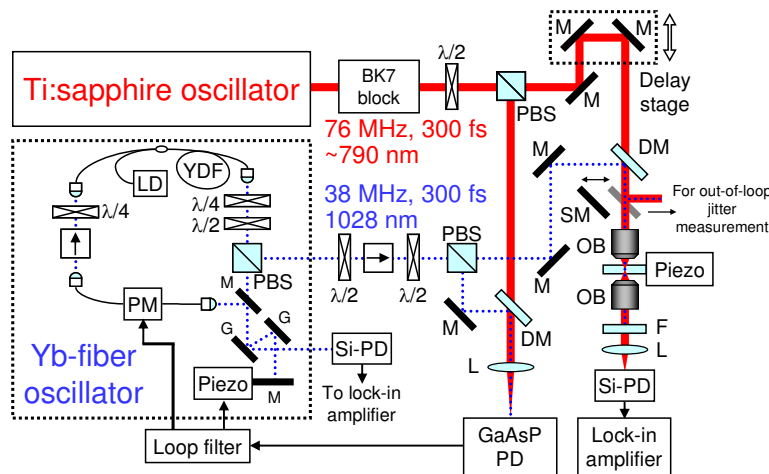 M
M
Delay
stage
M
λ/2
BK7
block
PBS
Ti:sapphire oscillator
76 MHz, 300 fs
~790 nm
38 MHz, 300 fs
1028 nm
M
DM
LD
YDF
λ/4
λ/4
λ/2
SM
For out-of-loop
jitter
measurement
PBS
PBS
OB
Piezo
OB
λ/2
λ/2
M
M
PM
M
G
G
DM
F
L
Yb-fiber
oscillator
Si-PD
L
Si-PD
Piezo
M
To lock-in
amplifier
Loop filter
GaAsP
PD
Lock-in
amplifier